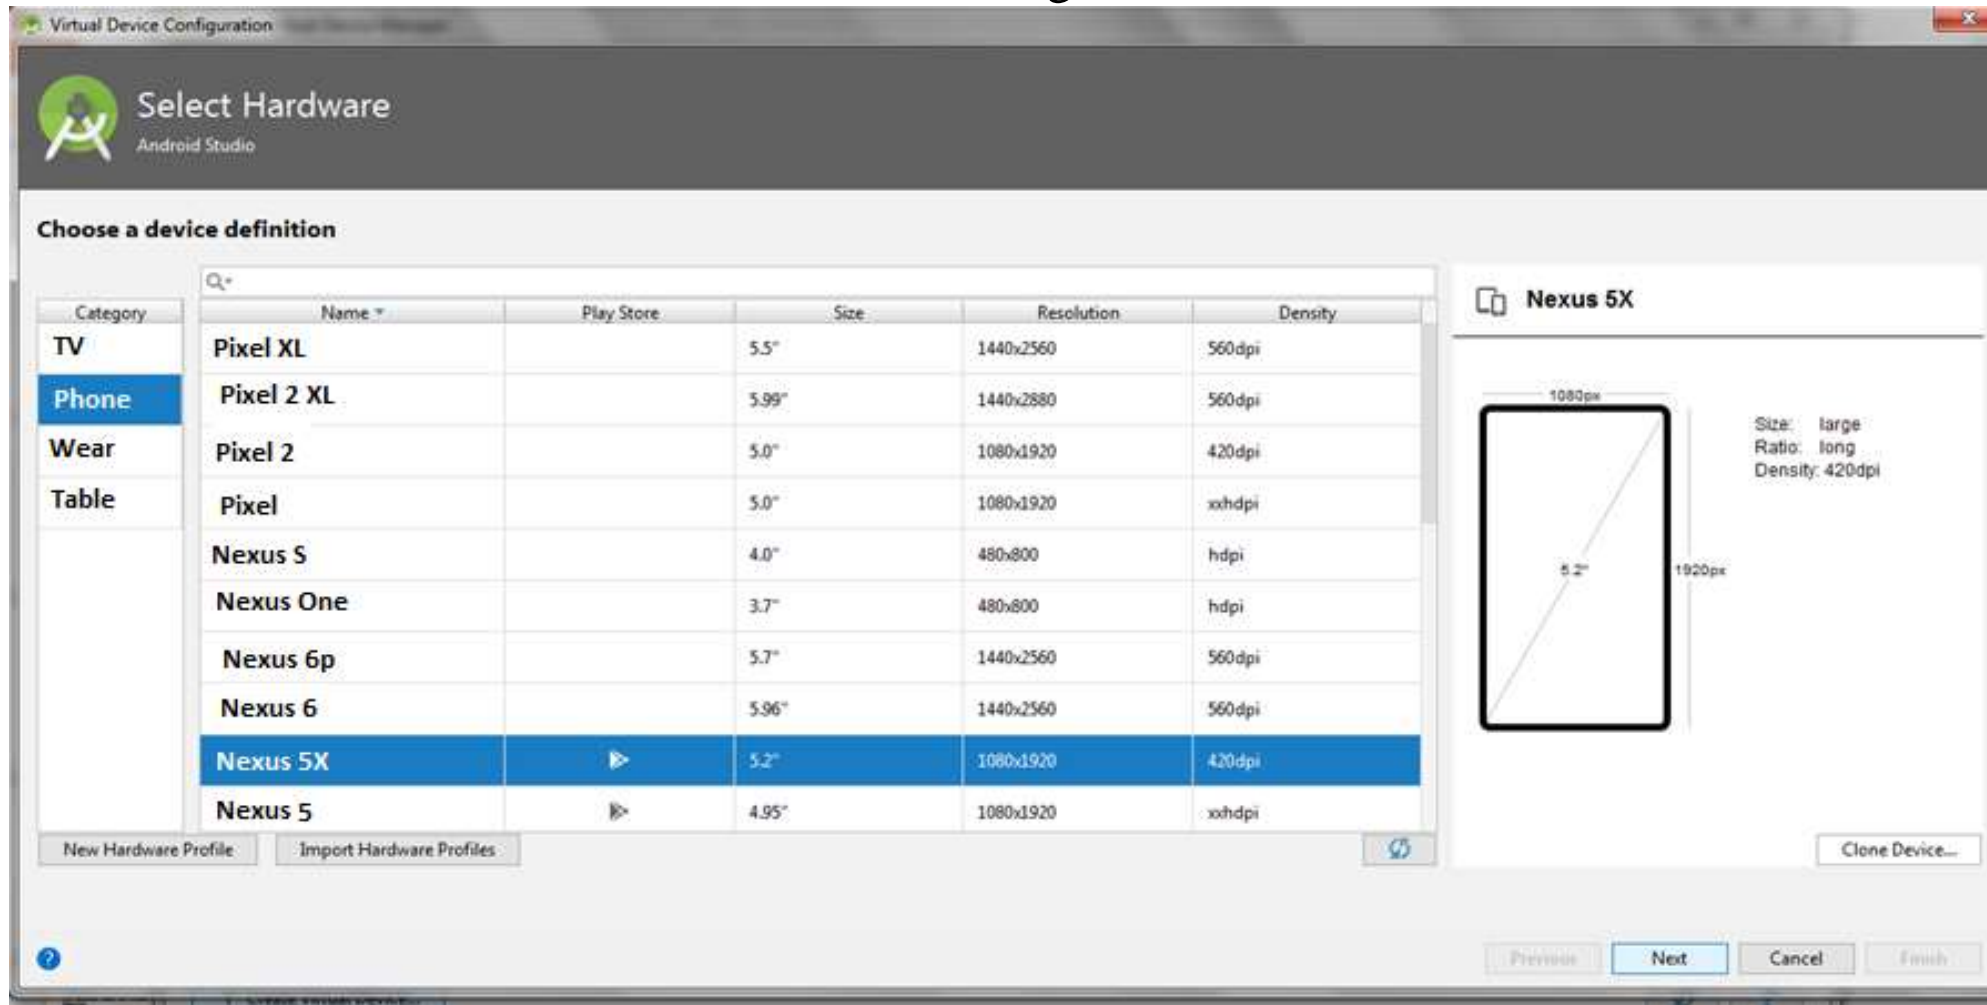 Virtual Device Configuration
Select Hardware
Android Studio
Choose a device definition
Category
TV
Phone
Wear
Table
Name Play Store Size Resolution Density
Pixel XL 5.5" 1440x2560 560dpi
Pixel 2 XL 5.99" 1440x2880 560dpi
Pixel 2 5.0" 1080x1920 420dpi
Pixel 5.0" 1080x1920 xxhdpi
Nexus S 4.0" 480x800 hdpi
Nexus One 3.7" 480x800 hdpi
Nexus 6p 5.7" 1440x2560 560dpi
Nexus 6 5.96" 1440x2560 560dpi
Nexus 5X 5.2" 1080x1920 420dpi
Nexus 5 4.95" 1080x1920 xxhdpi
New Hardware Profile Import Hardware Profiles
Nexus 5X
1080px
5.2"
1920px
Size: large
Ratio: long
Density: 420dpi
Clone Device...
? Previous Next Cancel Finish